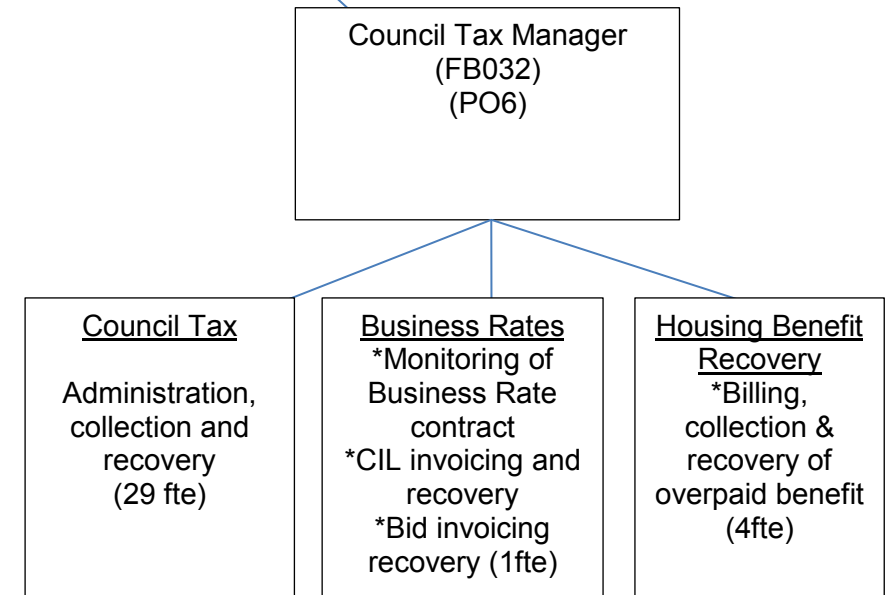 Council Tax Manager
(FB032)
(PO6)
Council Tax
Administration,
collection and
recovery
(29 fte)
Business Rates
*Monitoring of
Business Rate
contract
*CIL invoicing and
recovery
*Bid invoicing
recovery (1fte)
Housing Benefit
Recovery
*Billing,
collection &
recovery of
overpaid benefit
(4fte)